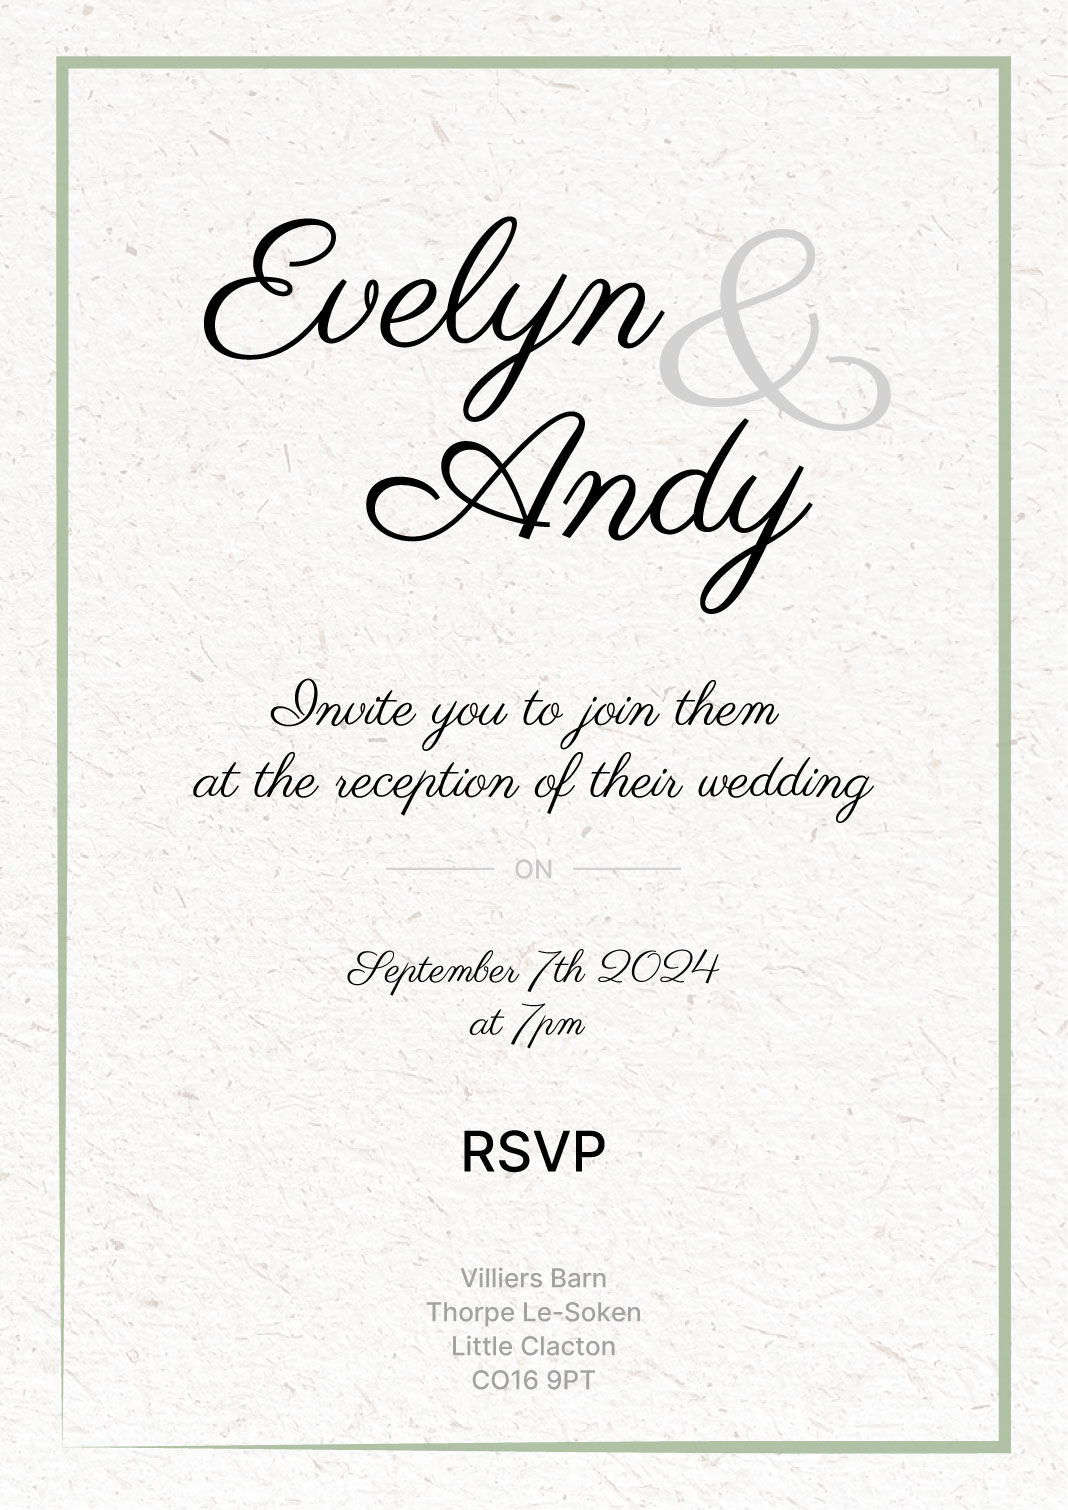 Evelyn &
Andy
Invite you to join them
at the reception of their wedding
ON
September 7th 2024
at 7pm
RSVP
Villiers Barn
Thorpe Le-Soken
Little Clacton
CO16 9PT